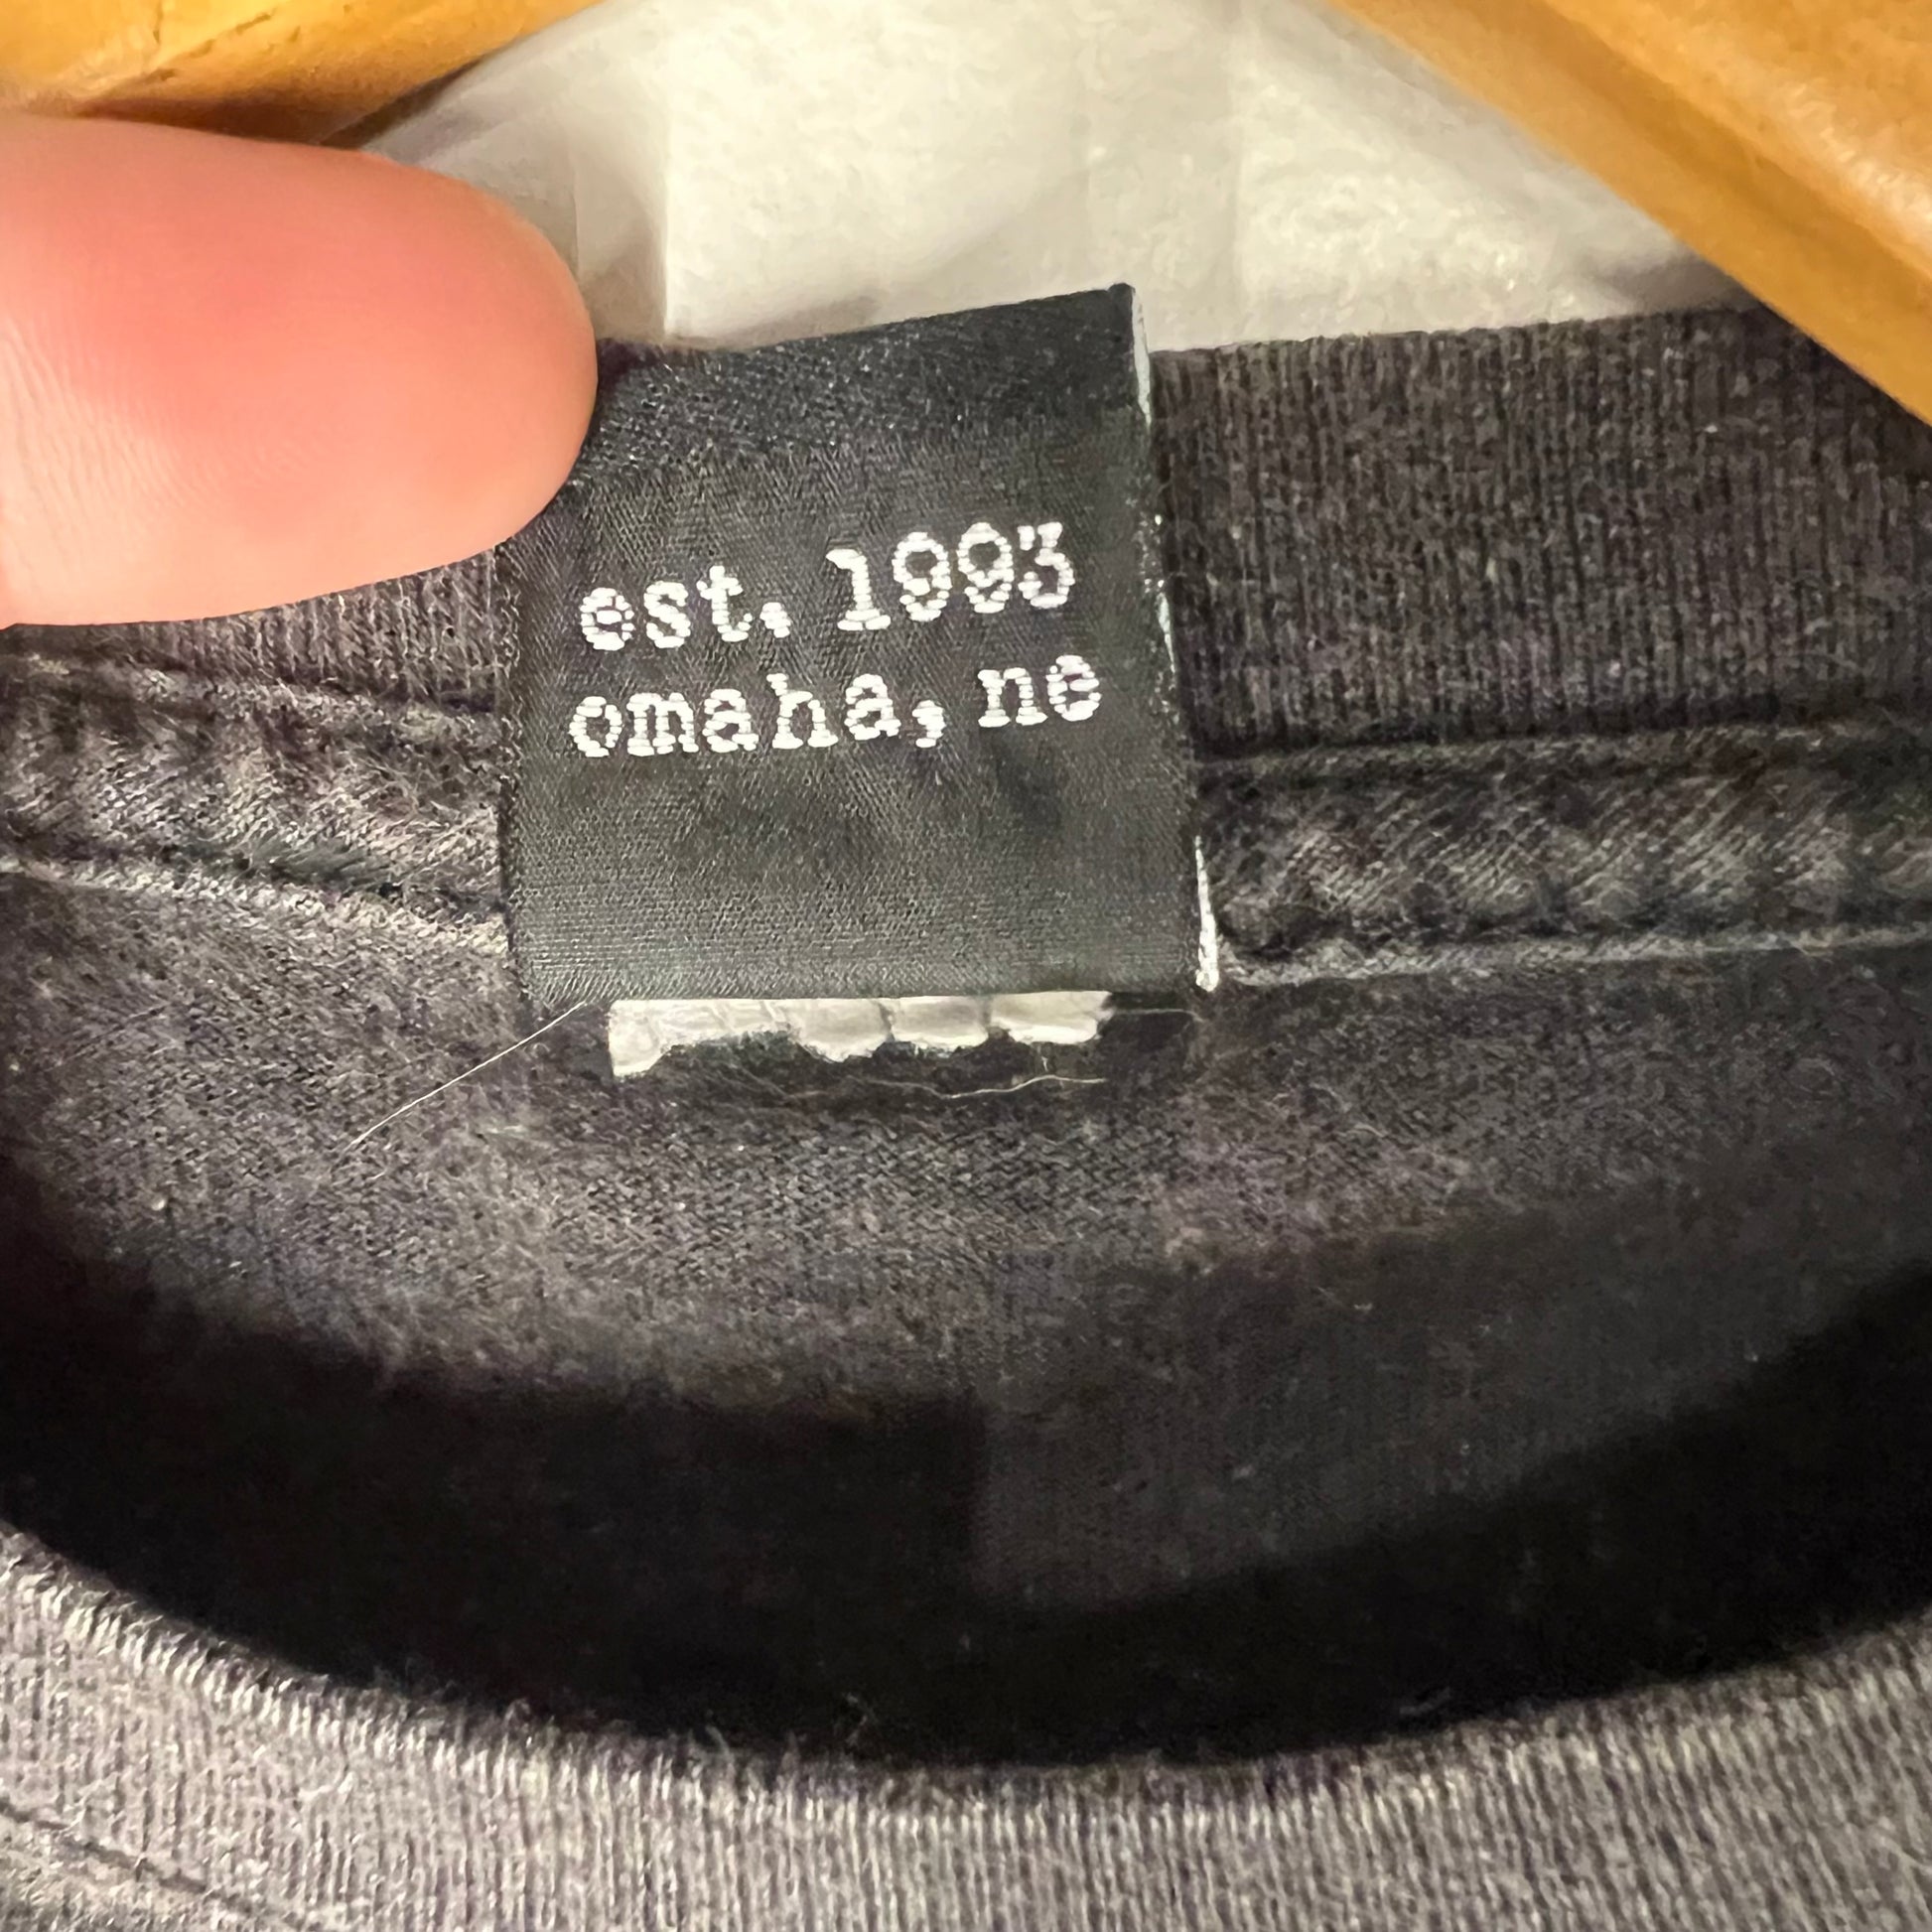 est. 1993
omaha, ne